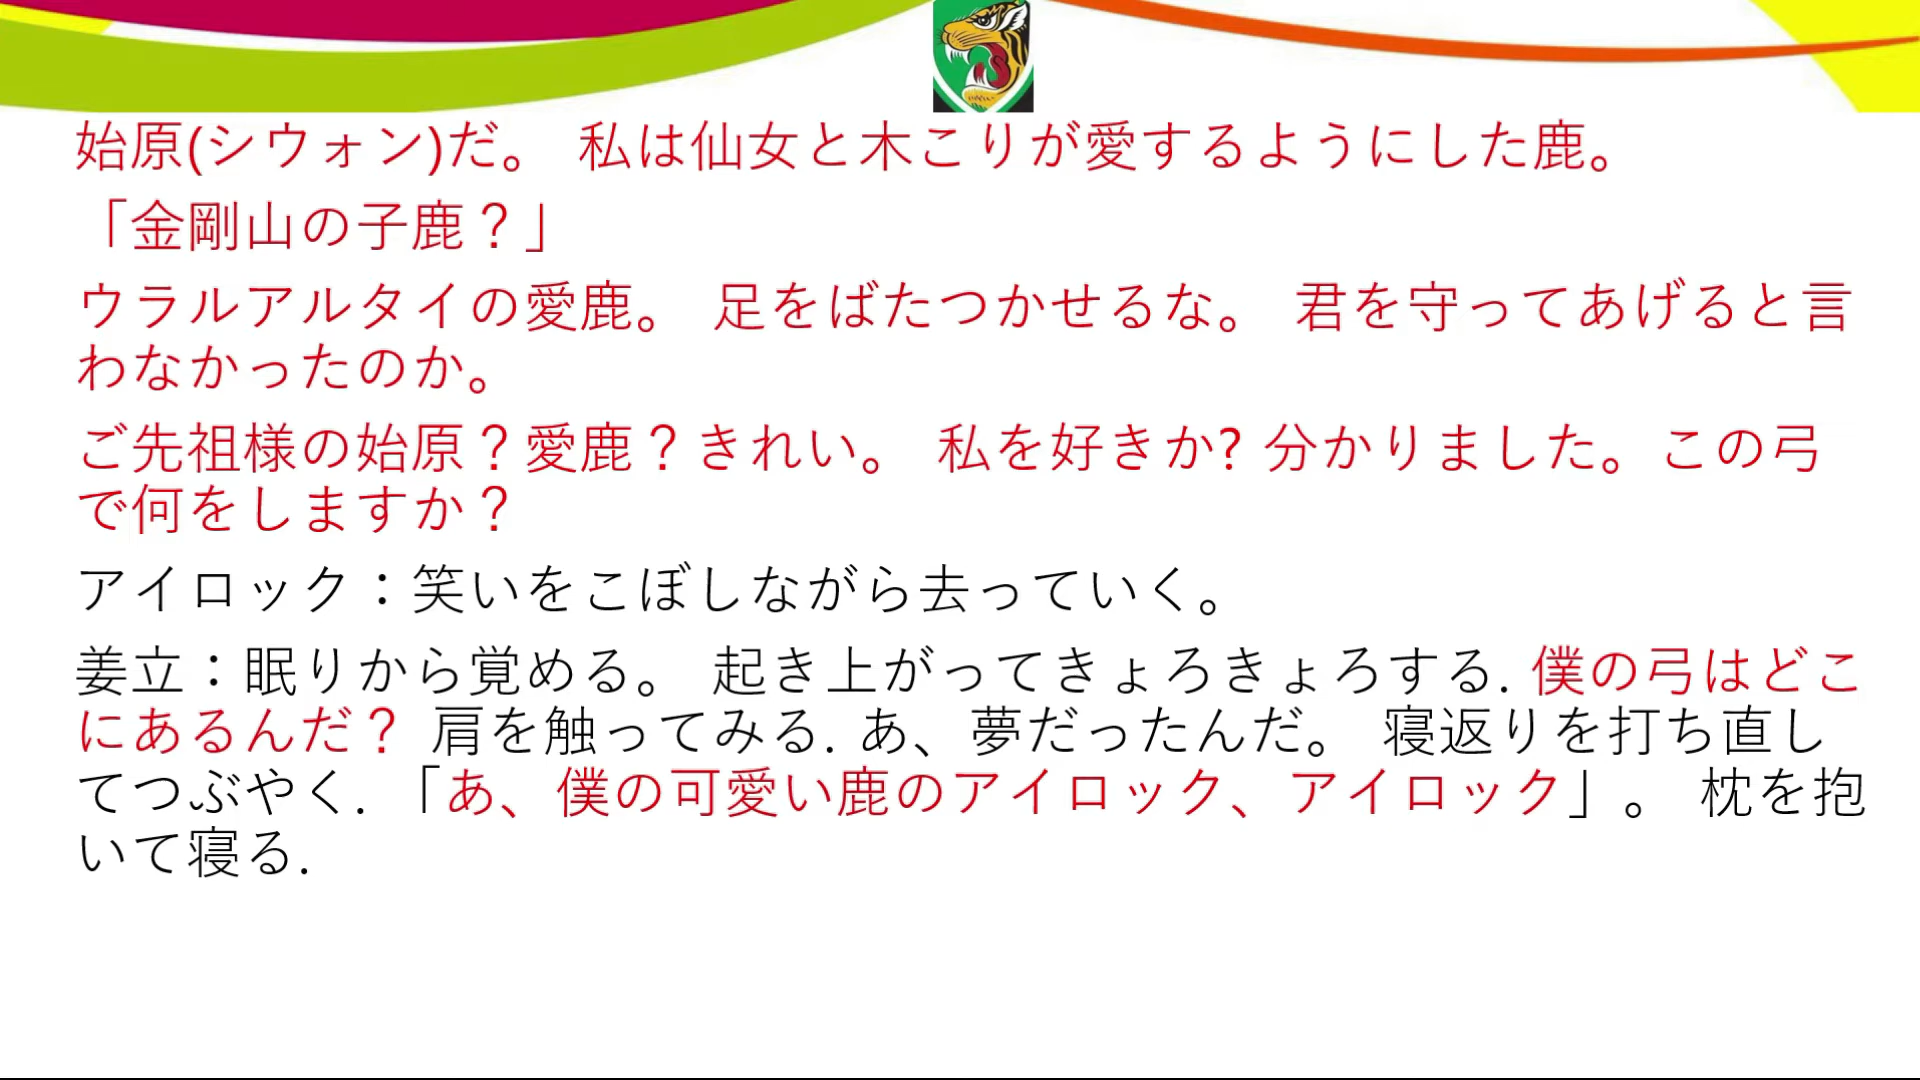 始原(シウォン)だ。 私は仙女と木こりが愛するようにした鹿。
「金剛山の子鹿？」
ウラルアルタイの愛鹿。 足をばたつかせるな。 君を守ってあげると言
わなかったのか。
ご先祖様の始原？愛鹿？きれい。 私を好きか? 分かりました。この弓
で何をしますか？
アイロック：笑いをこぼしながら去っていく。
姜立：眠りから覚める。 起き上がってきょろきょろする. 僕の弓はどこ
にあるんだ？ 肩を触ってみる. あ、夢だったんだ。 寝返りを打ち直し
てつぶやく. 「あ、僕の可愛い鹿のアイロック、アイロック」。 枕を抱
いて寝る.